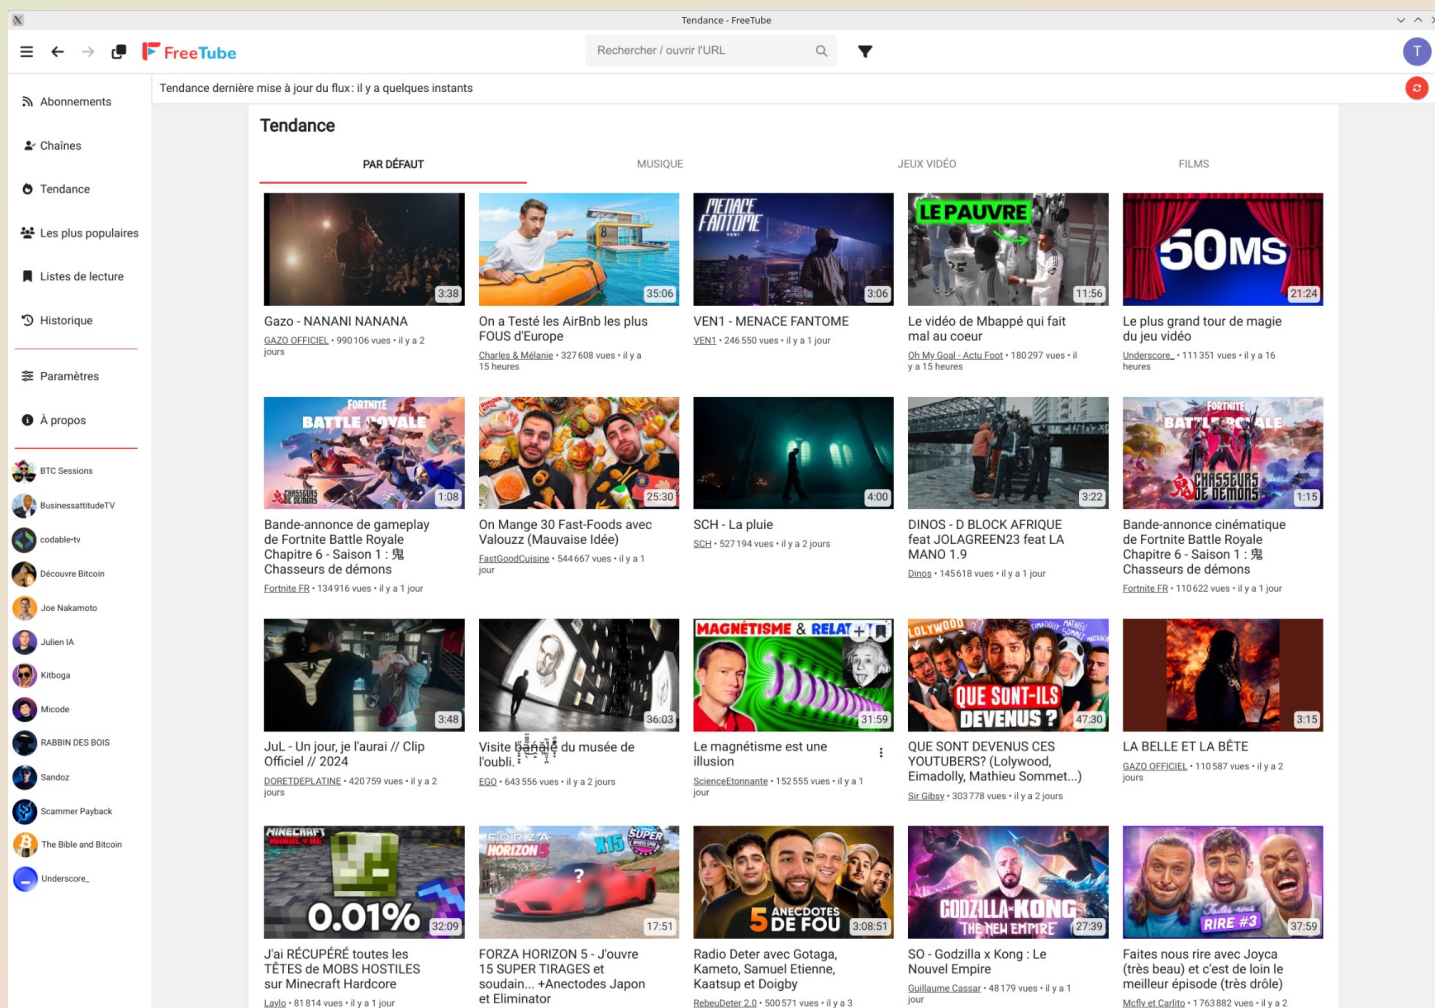 Tendance - FreeTube
FreeTube
Rechercher / ouvrir l'URL
T
Tendance dernière mise à jour du flux : il y a quelques instants
Abonnements
Chaînes
Tendance
Les plus populaires
Listes de lecture
Historique
Paramètres
À propos
BTC Sessions
BusinessattitudeTV
codable•tv
Découvre Bitcoin
Joe Nakamoto
Julien IA
Kitboga
Micode
RABBIN DES BOIS
Sandoz
Scammer Payback
The Bible and Bitcoin
Underscore_
Tendance
PAR DÉFAUT
MUSIQUE
JEUX VIDÉO
FILMS
3:38
Gazo - NANANI NANANA
GAZO OFFICIEL • 990 106 vues • il y a 2
jours
8
35:06
On a Testé les AirBnb les plus
FOUS d'Europe
Charles & Mélanie • 327 608 vues • il y a
15 heures
MENACE
FANTOME
3:06
VEN1 - MENACE FANTOME
VEN1 • 246 550 vues • il y a 1 jour
LE PAUVRE
11:56
Le vidéo de Mbappé qui fait
mal au coeur
Oh My Goal - Actu Foot • 180 297 vues • il
y a 15 heures
50MS
21:24
Le plus grand tour de magie
du jeu vidéo
Underscore_ • 111 351 vues • il y a 16
heures
FORTNITE
BATTLE ROYALE
CHASSEURS
DE DÉMONS
1:08
Bande-annonce de gameplay
de Fortnite Battle Royale
Chapitre 6 - Saison 1 : 鬼
Chasseurs de démons
Fortnite FR • 134 916 vues • il y a 1 jour
25:30
On Mange 30 Fast-Foods avec
Valouzz (Mauvaise Idée)
FastGoodCuisine • 544 667 vues • il y a 1
jour
4:00
SCH - La pluie
SCH • 527 194 vues • il y a 2 jours
3:22
DINOS - D BLOCK AFRIQUE
feat JOLAGREEN23 feat LA
MANO 1.9
Dinos • 145 618 vues • il y a 1 jour
FORTNITE
BATTLE ROYALE
鬼 CHASSEURS
DE DÉMONS
1:15
Bande-annonce cinématique
de Fortnite Battle Royale
Chapitre 6 - Saison 1 : 鬼
Chasseurs de démons
Fortnite FR • 110 622 vues • il y a 1 jour
3:48
JuL - Un jour, je l'aurai // Clip
Officiel // 2024
DORETDEPLATINE • 420 759 vues • il y a 2
jours
36:03
Visite banale du musée de
l'oubli.
EGO • 643 556 vues • il y a 2 jours
MAGNÉTISME &
31:59
Le magnétisme est une
illusion
ScienceEtonnante • 152 555 vues • il y a 1
jour
LOLYWOOD
EIMADOLLY
MATHIEU
SOMMET
QUE SONT-ILS
DEVENUS ?
47:30
QUE SONT DEVENUS CES
YOUTUBERS? (Lolywood,
Eimadolly, Mathieu Sommet...)
Sir Gibsy • 303 778 vues • il y a 2 jours
3:15
LA BELLE ET LA BÊTE
GAZO OFFICIEL • 110 587 vues • il y a 2
jours
MINECRAFT
0.01%
32:09
J'ai RÉCUPÉRÉ toutes les
TÊTES de MOBS HOSTILES
sur Minecraft Hardcore
Laylo • 81 814 vues • il y a 1 jour
FORZA
HORIZON 5
X15
SUPER
?
17:51
FORZA HORIZON 5 - J'ouvre
15 SUPER TIRAGES et
soudain... +Anectodes Japon
et Eliminator
5 ANECDOTES
DE FOU
3:08:51
Radio Deter avec Gotaga,
Kameto, Samuel Etienne,
Kaatsup et Doigby
RebeuDeter 2.0 • 500 571 vues • il y a 3
GODZILLA x KONG
THE NEW EMPIRE
27:39
SO - Godzilla x Kong : Le
Nouvel Empire
Guillaume Cassar • 48 179 vues • il y a 1
jour
Faites-nous
RIRE #3
37:59
Faites nous rire avec Joyca
(très beau) et c'est de loin le
meilleur épisode (très drôle)
Mcfly et Carlito • 1 763 882 vues • il y a 2